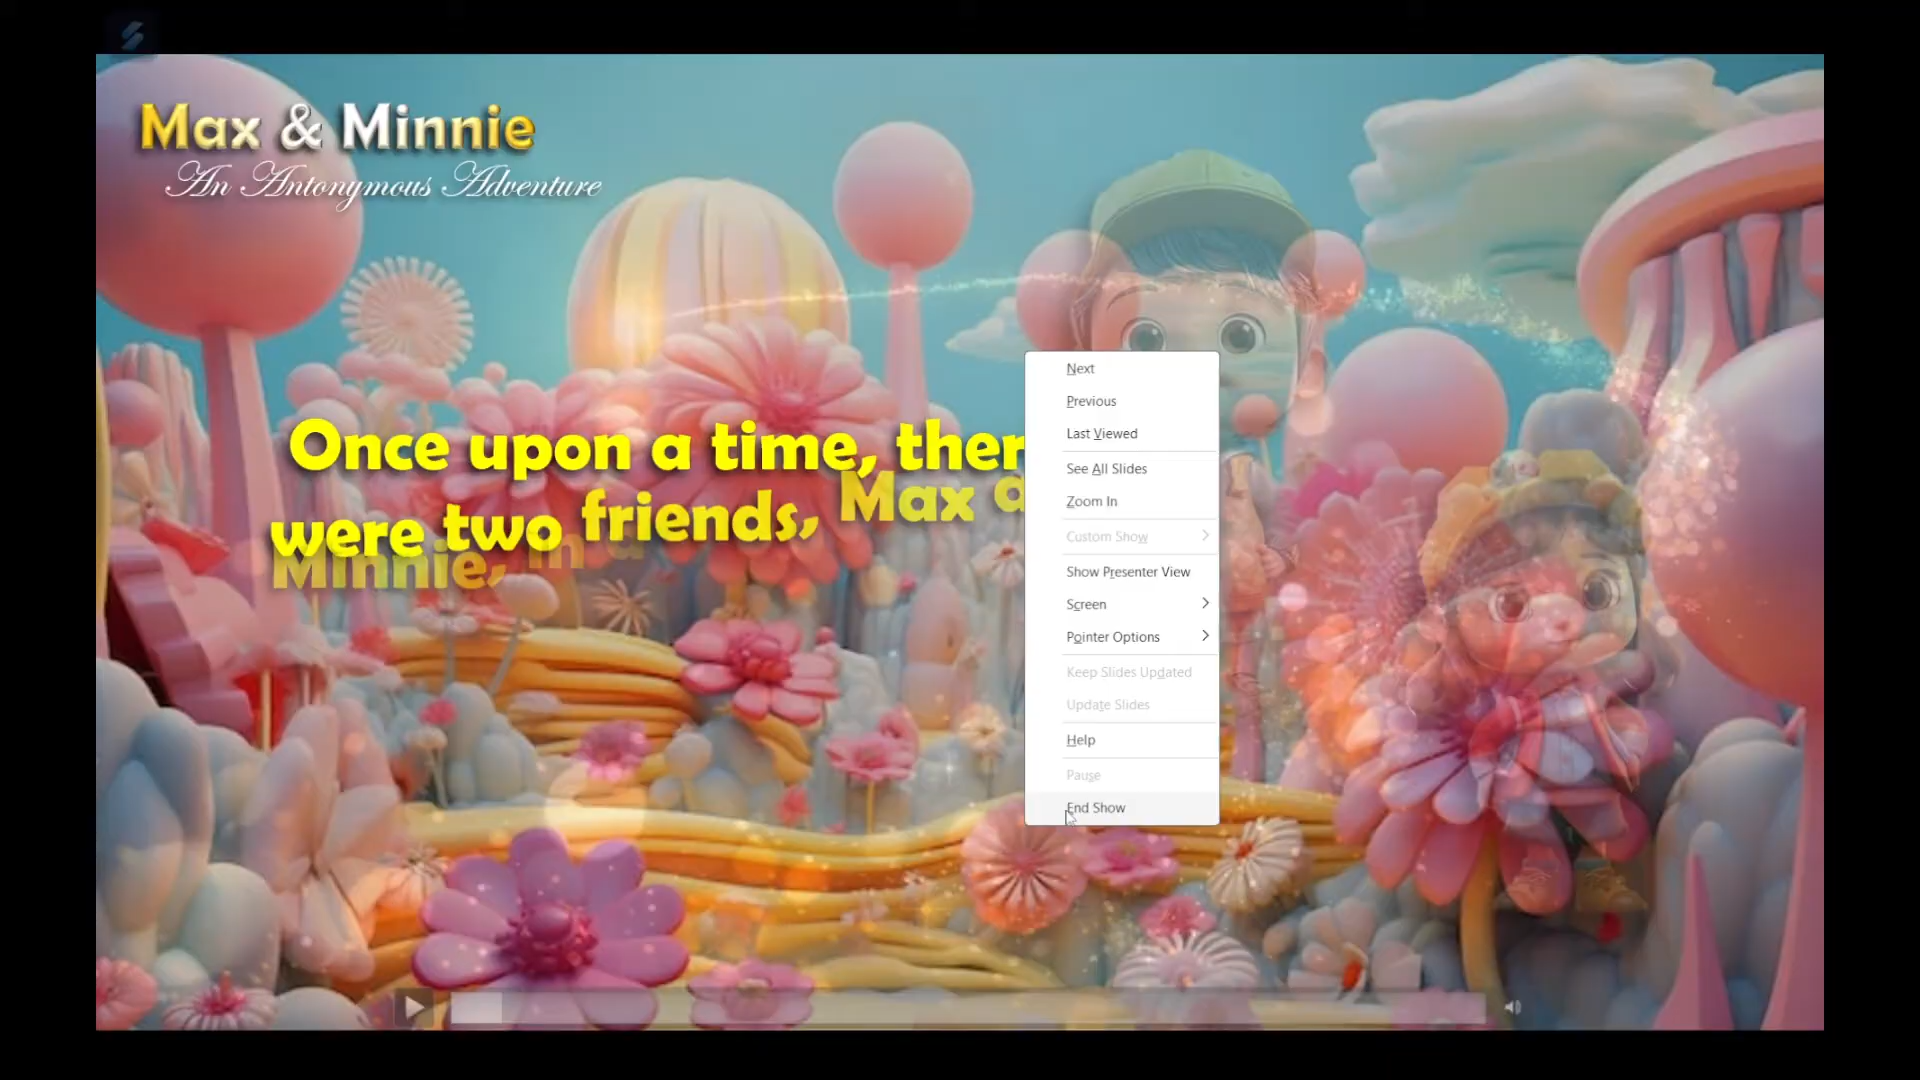 Max & Minnie
An Antonymous Adventure
Once upon a time, ther
were two friends, Max a
Minnie, in a
Next
Previous
Last Viewed
See All Slides
Zoom In
Custom Show
Show Presenter View
Screen
Pointer Options
Keep Slides Updated
Update Slides
Help
Pause
End Show